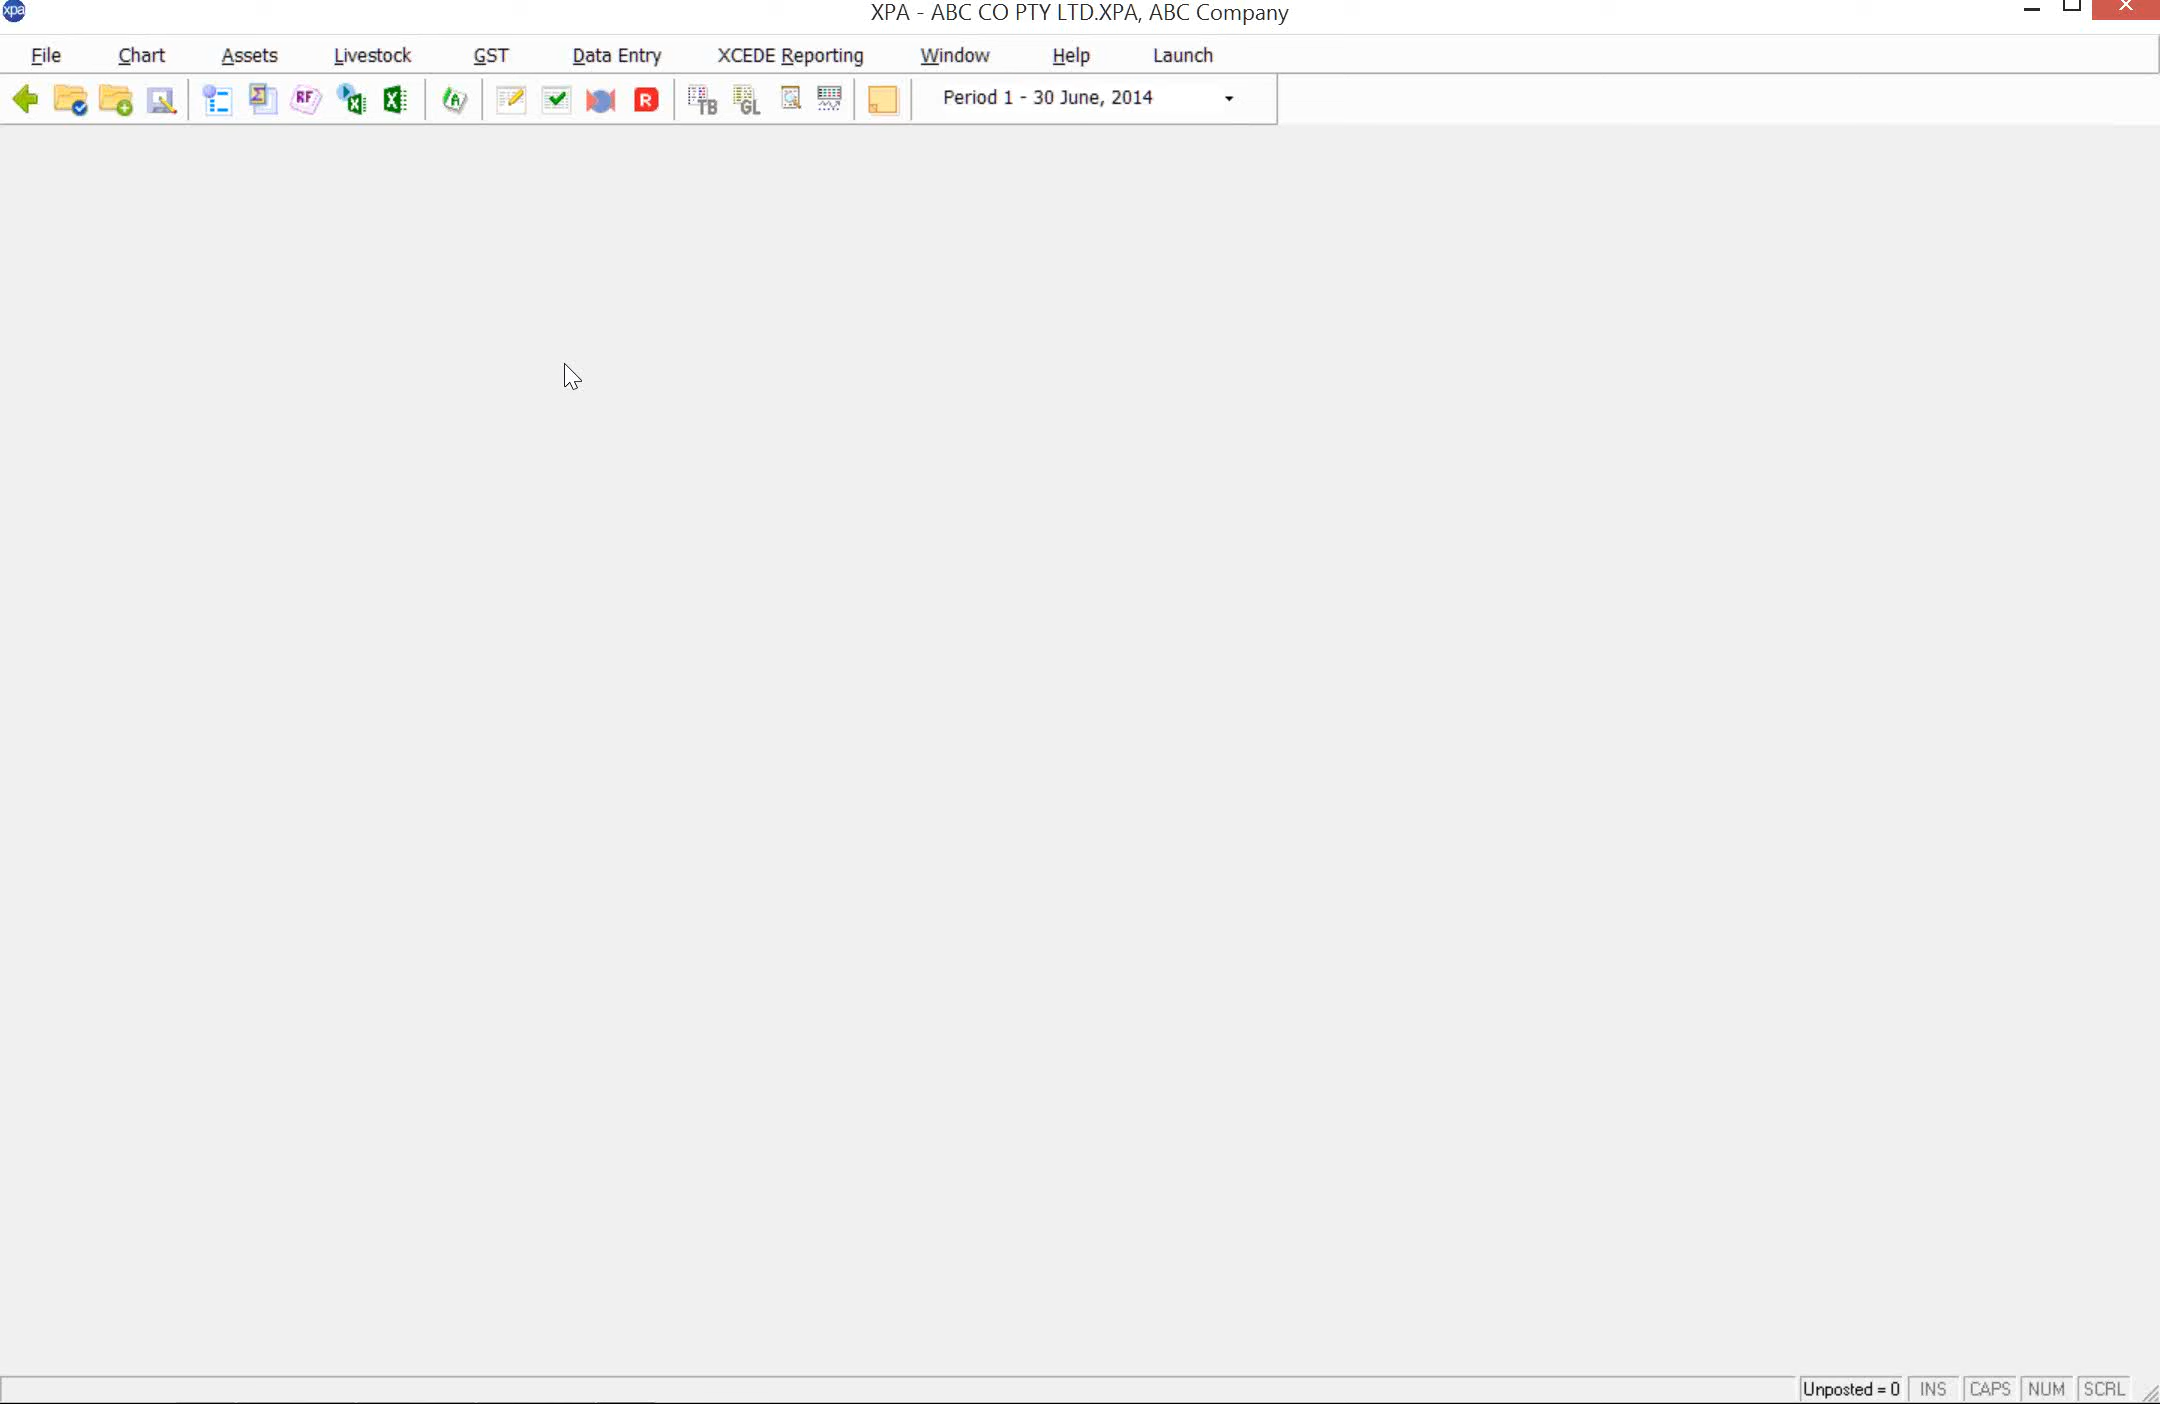 xpa
XPA - ABC CO PTY LTD.XPA, ABC Company
File Chart Assets Livestock GST Data Entry XCEDE Reporting Window Help Launch
RF X X A R TB GL Period 1 - 30 June, 2014
Unposted = 0 INS CAPS NUM SCRL